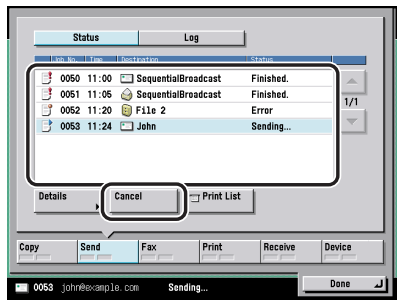 Status Log
Job No. Time Destination Status
0050 11:00 SequentialBroadcast Finished.
0051 11:05 SequentialBroadcast Finished.
0052 11:20 File 2 Error
0053 11:24 John Sending...
1/1
Details Cancel Print List
Copy Send Fax Print Receive Device
0053 john@example.com Sending...
Done